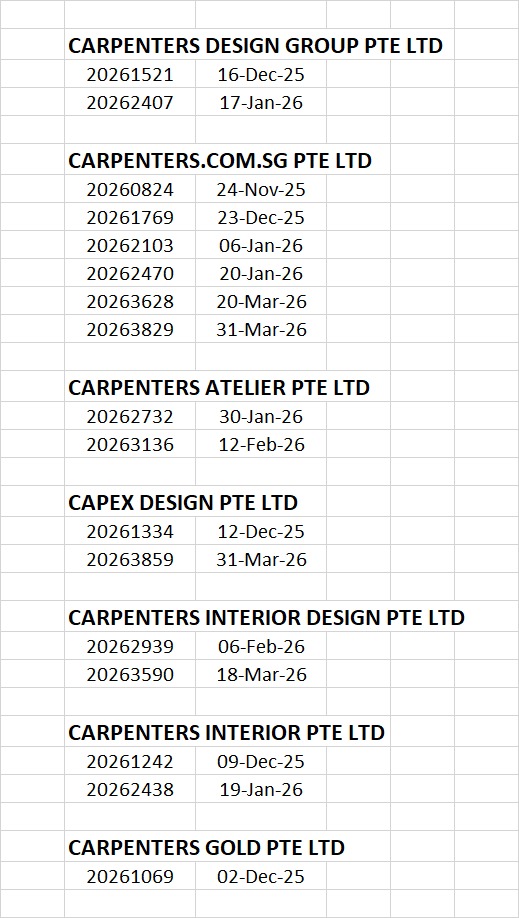 CARPENTERS DESIGN GROUP PTE LTD
20261521 16-Dec-25
20262407 17-Jan-26
CARPENTERS.COM.SG PTE LTD
20260824 24-Nov-25
20261769 23-Dec-25
20262103 06-Jan-26
20262470 20-Jan-26
20263628 20-Mar-26
20263829 31-Mar-26
CARPENTERS ATELIER PTE LTD
20262732 30-Jan-26
20263136 12-Feb-26
CAPEX DESIGN PTE LTD
20261334 12-Dec-25
20263859 31-Mar-26
CARPENTERS INTERIOR DESIGN PTE LTD
20262939 06-Feb-26
20263590 18-Mar-26
CARPENTERS INTERIOR PTE LTD
20261242 09-Dec-25
20262438 19-Jan-26
CARPENTERS GOLD PTE LTD
20261069 02-Dec-25